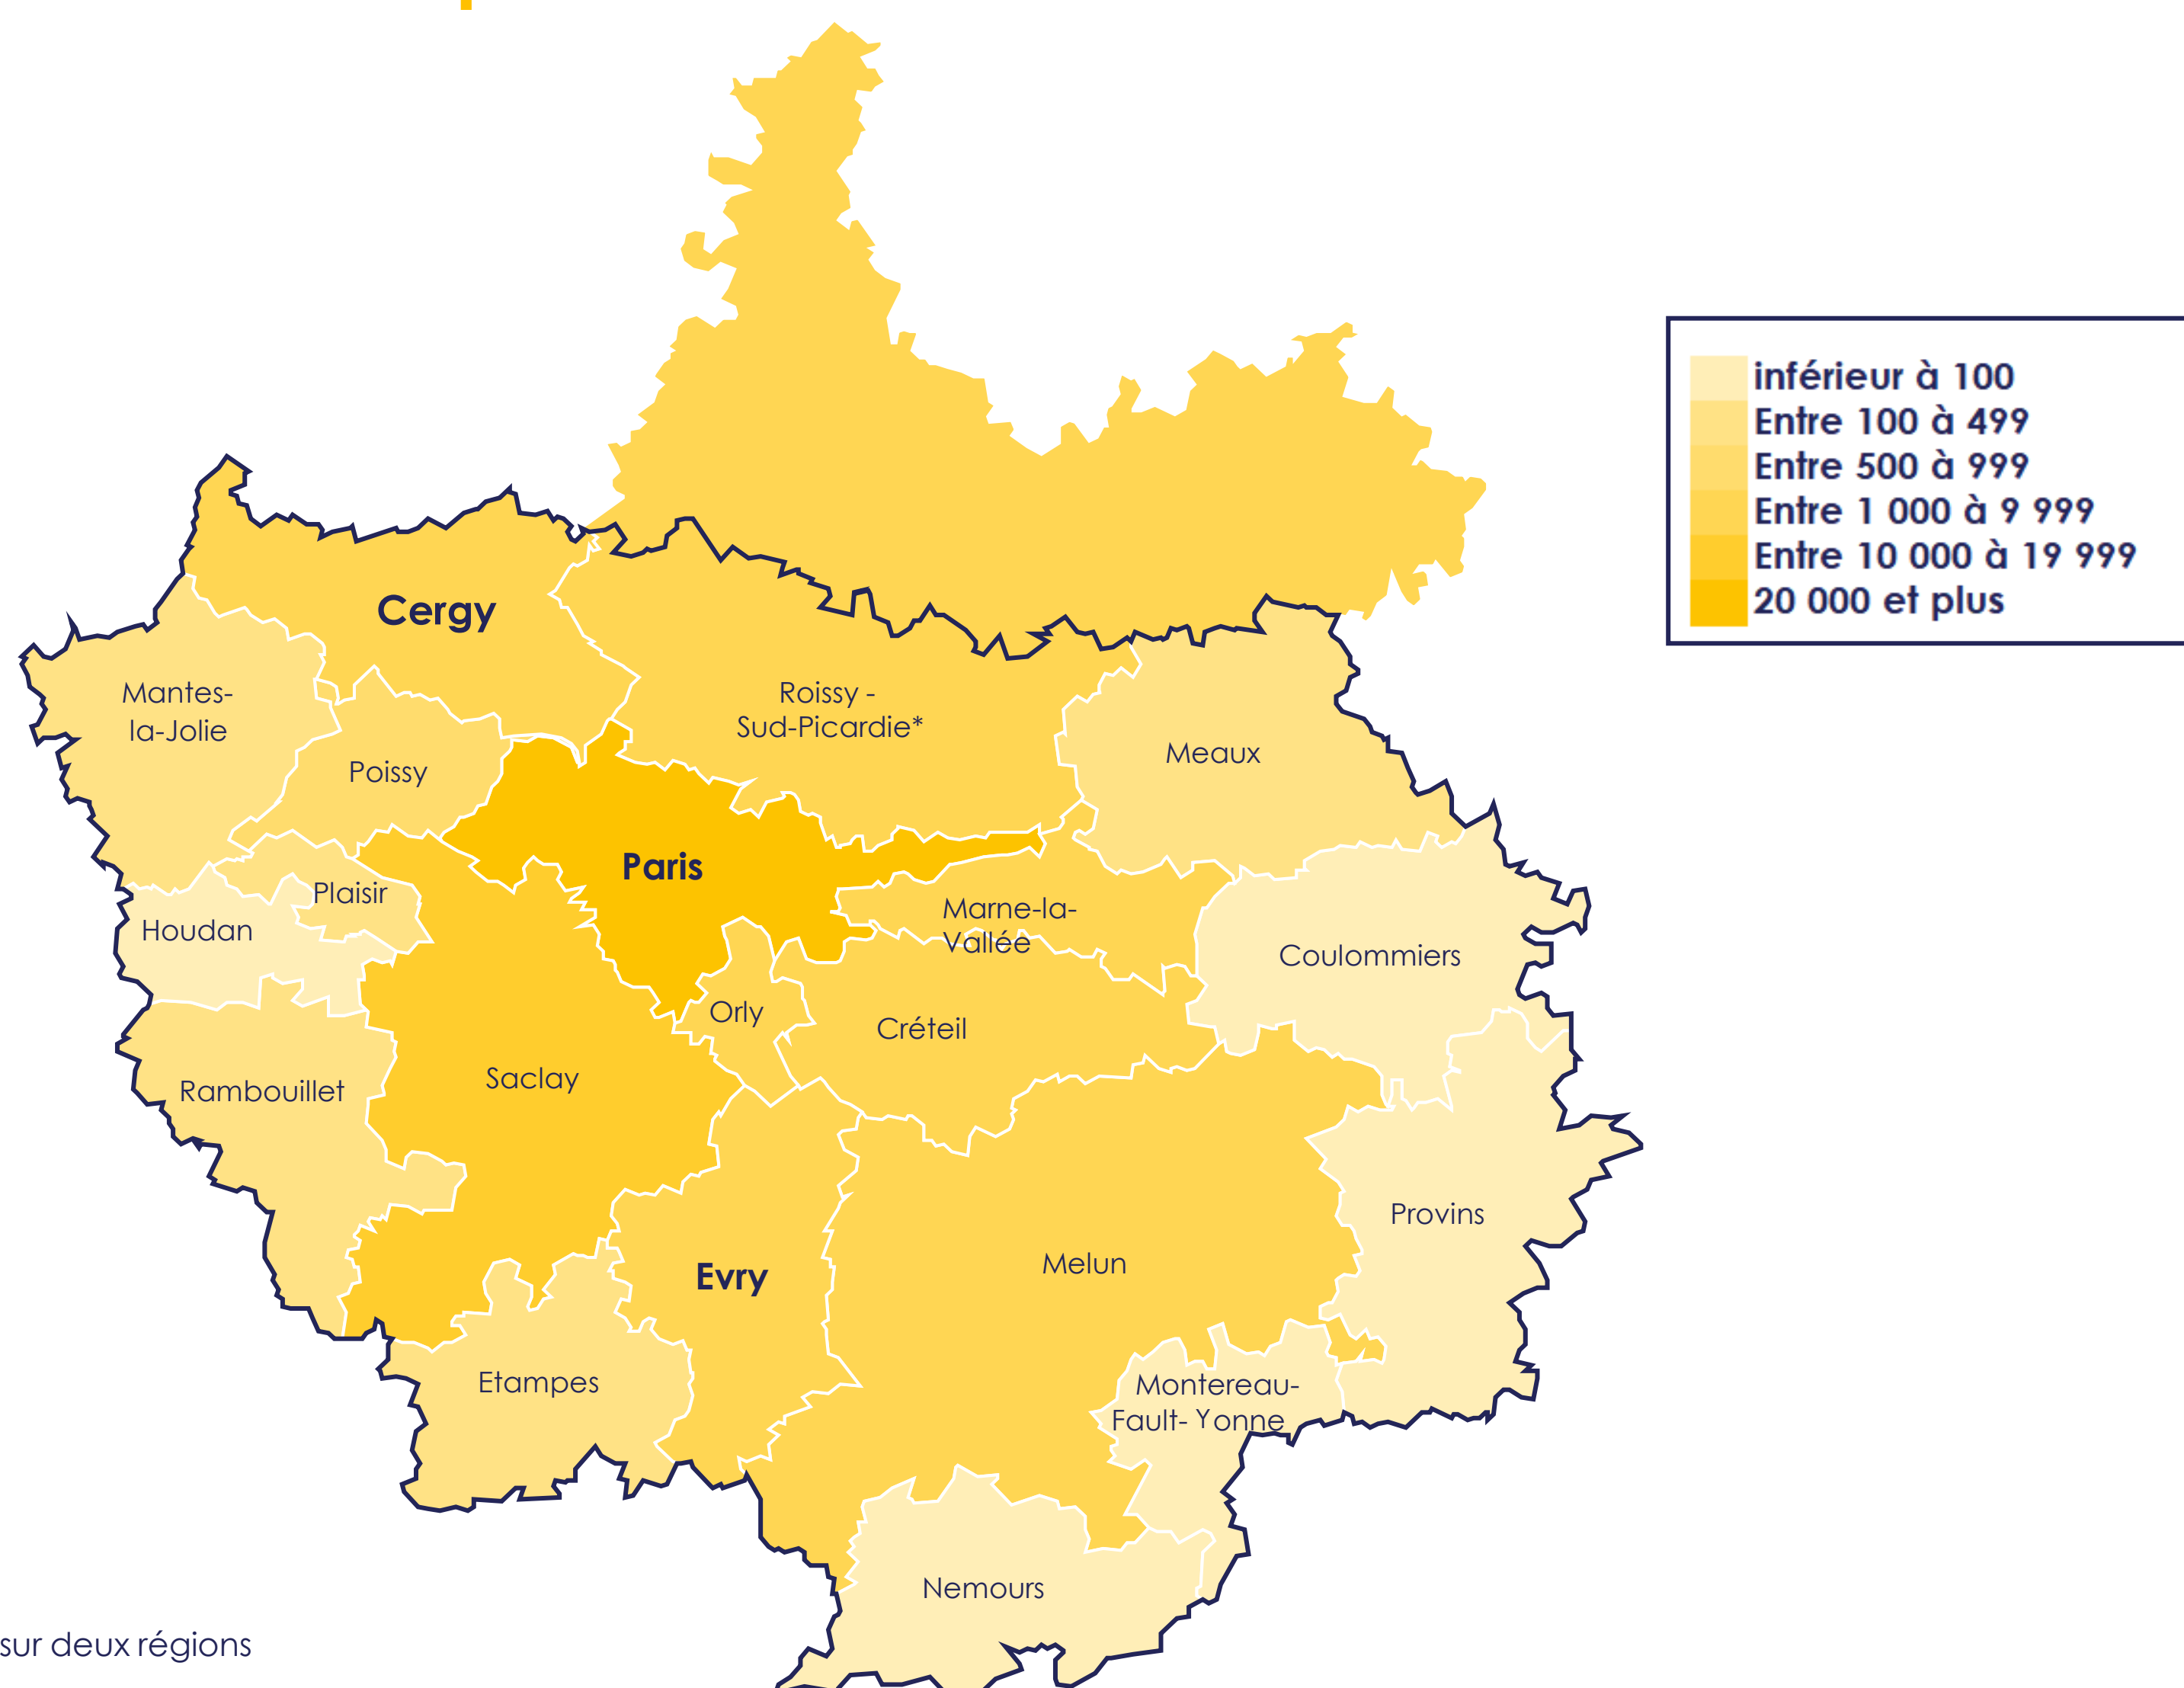 inférieur à 100
Entre 100 à 499
Entre 500 à 999
Entre 1 000 à 9 999
Entre 10 000 à 19 999
20 000 et plus
Cergy
Mantes-
la-Jolie
Roissy -
Sud-Picardie*
Meaux
Poissy
Paris
Plaisir
Houdan
Marne-la-
Vallée
Coulommiers
Orly
Créteil
Saclay
Rambouillet
Provins
Evry
Melun
Etampes
Montereau-
Fault- Yonne
Nemours
sur deux régions